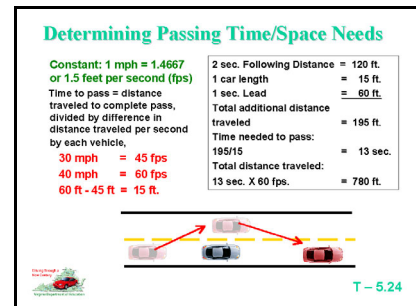 Determining Passing Time/Space Needs
Constant: 1 mph = 1.4667
or 1.5 feet per second (fps)
Time to pass = distance
traveled to complete pass,
divided by difference in
distance traveled per second
by each vehicle,
30 mph = 45 fps
40 mph = 60 fps
60 ft - 45 ft = 15 ft.
2 sec. Following Distance = 120 ft.
1 car length = 15 ft.
1 sec. Lead = 60 ft.
Total additional distance
traveled = 195 ft.
Time needed to pass:
195/15 = 13 sec.
Total distance traveled:
13 sec. X 60 fps. = 780 ft.
T – 5.24